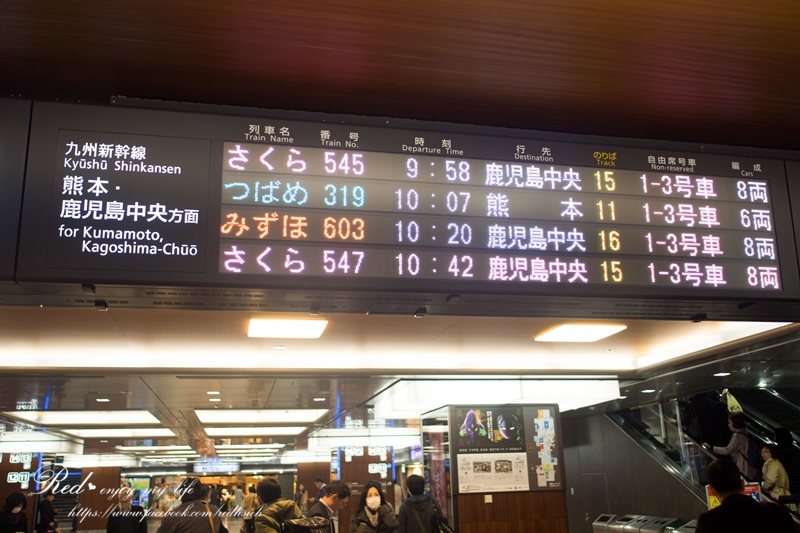 列車名 番号 時刻 行先 のりば 自由席号車 編成
Train Name Train No. Departure Time Destination Track Non-reserved Cars
九州新幹線
Kyūshū Shinkansen
熊本・
鹿児島中央方面
for Kumamoto,
Kagoshima-Chūō
さくら 545 9:58 鹿児島中央 15 1-3号車 8両
つばめ 319 10:07 熊本 11 1-3号車 6両
みずほ 603 10:20 鹿児島中央 16 1-3号車 8両
さくら 547 10:42 鹿児島中央 15 1-3号車 8両
Red enjoy my life
https://www.facebook.com/redhsieh